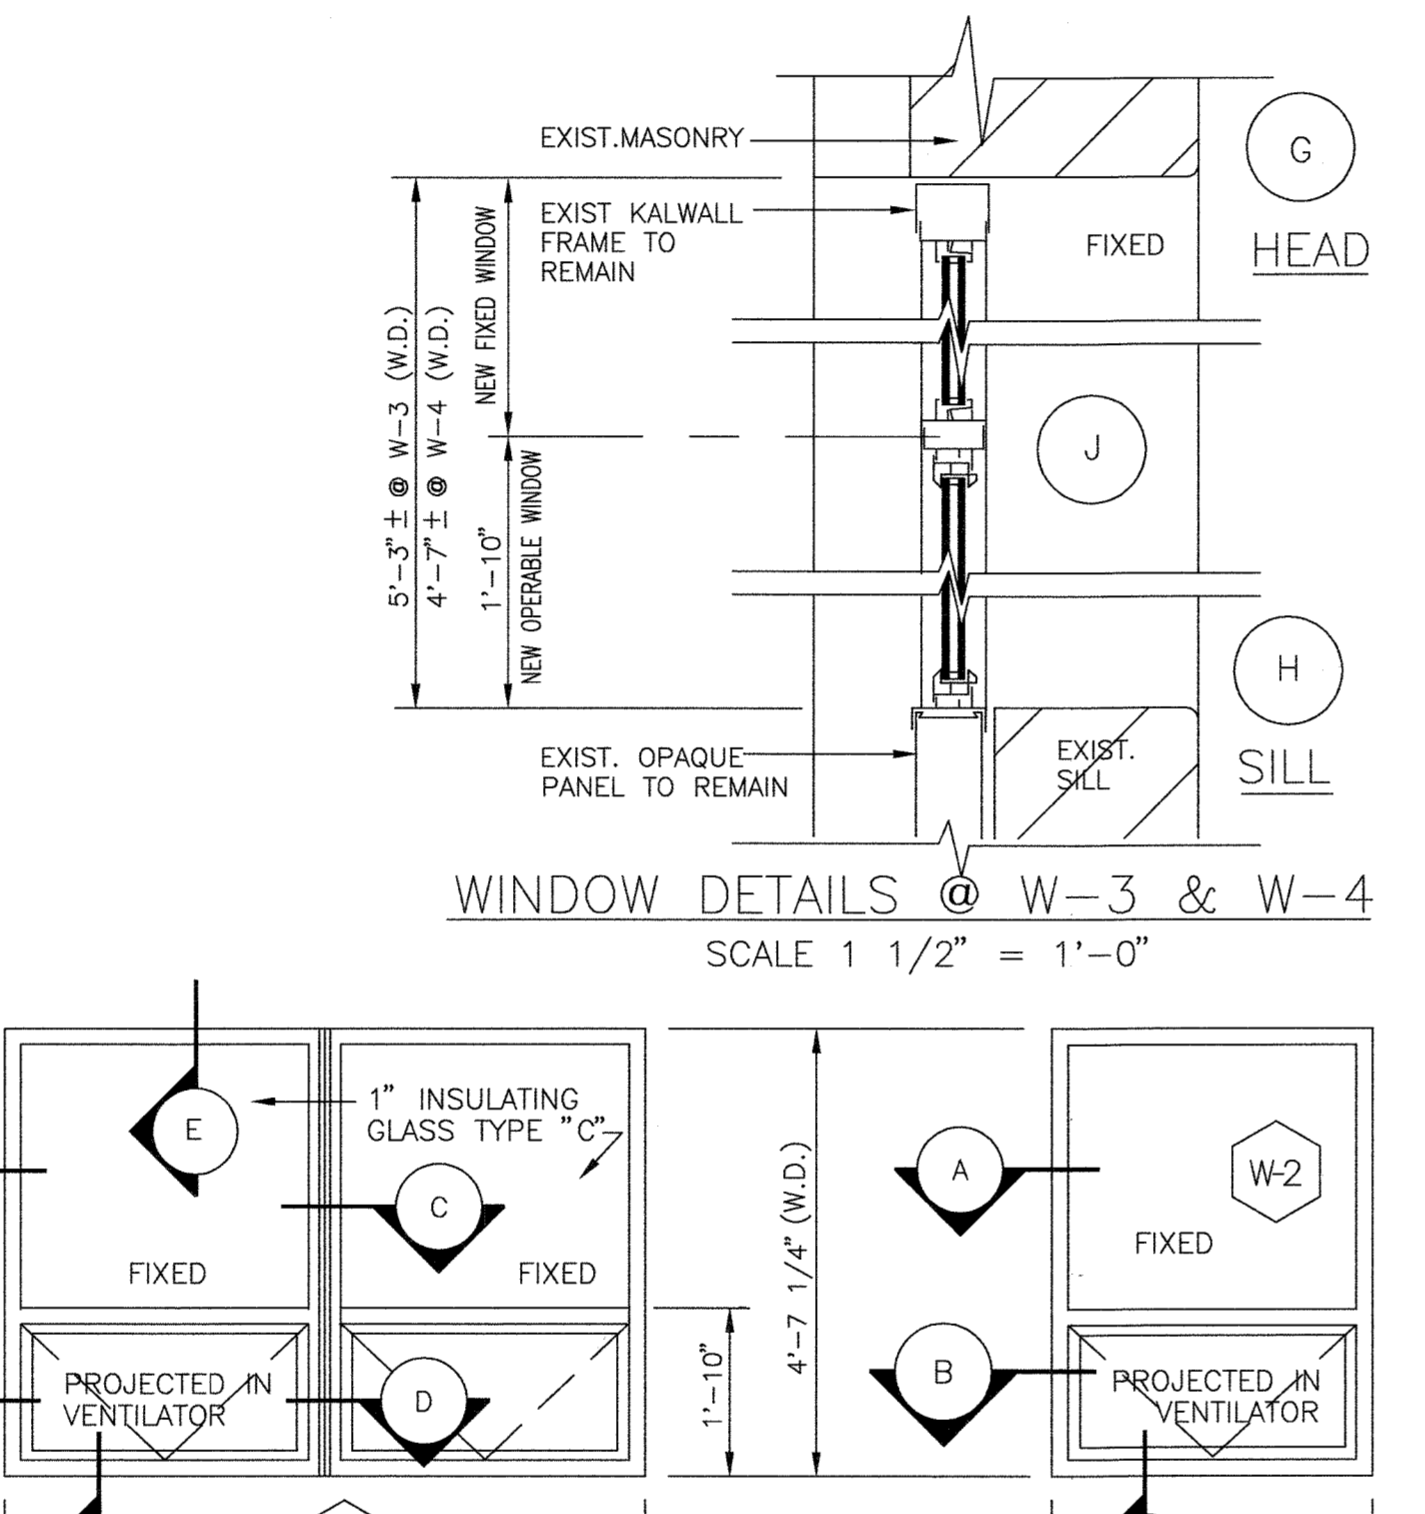 EXIST.MASONRY
G
EXIST KALWALL
FRAME TO
REMAIN
FIXED
HEAD
5'-3"± @ W-3 (W.D.)
4'-7"± @ W-4 (W.D.)
NEW FIXED WINDOW
1'-10"
NEW OPERABLE WINDOW
J
H
EXIST. OPAQUE
PANEL TO REMAIN
EXIST.
SILL
SILL
WINDOW DETAILS @ W-3 & W-4
SCALE 1 1/2" = 1'-0"
E
1" INSULATING
GLASS TYPE "C"
C
FIXED
FIXED
PROJECTED IN
VENTILATOR
D
1'-10"
4'-7 1/4" (W.D.)
A
W-2
FIXED
B
PROJECTED IN
VENTILATOR